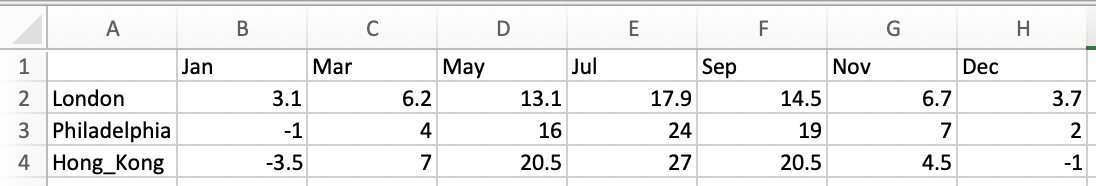 A B C D E F G H
1 Jan Mar May Jul Sep Nov Dec
2 London 3.1 6.2 13.1 17.9 14.5 6.7 3.7
3 Philadelphia -1 4 16 24 19 7 2
4 Hong_Kong -3.5 7 20.5 27 20.5 4.5 -1